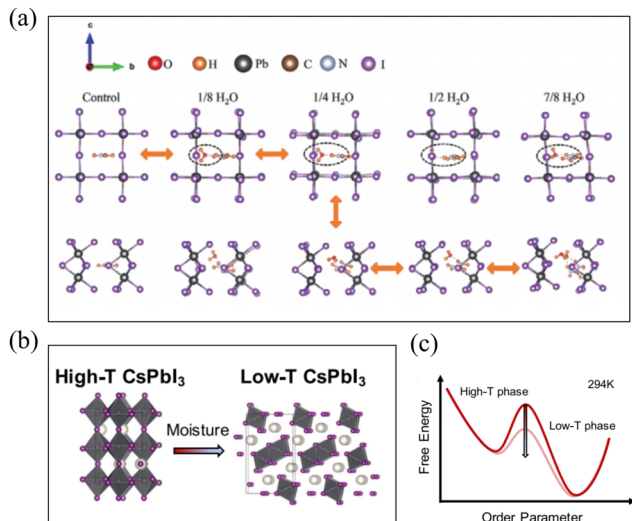 (a)
c
b
O H Pb C N I
Control 1/8 H₂O 1/4 H₂O 1/2 H₂O 7/8 H₂O
(b)
High-T CsPbI₃ Low-T CsPbI₃
Moisture
(c)
294K
High-T phase
Low-T phase
Free Energy
Order Parameter